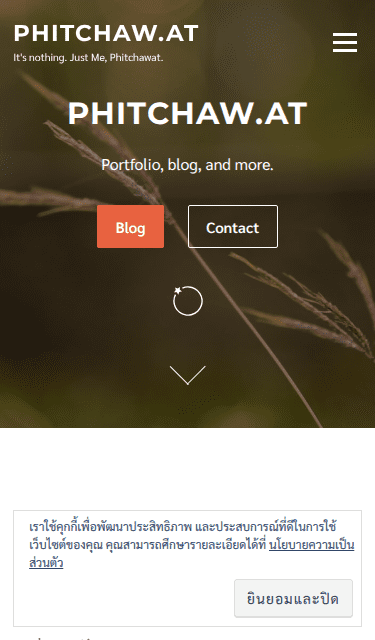 PHITCHAW.AT
It's nothing. Just Me, Phitchawat.
PHITCHAW.AT
Portfolio, blog, and more.
Blog
Contact
เราใช้คุกกี้เพื่อพัฒนาประสิทธิภาพ และประสบการณ์ที่ดีในการใช้
เว็บไซต์ของคุณ คุณสามารถศึกษารายละเอียดได้ที่ นโยบายความเป็น
ส่วนตัว
ยินยอมและปิด